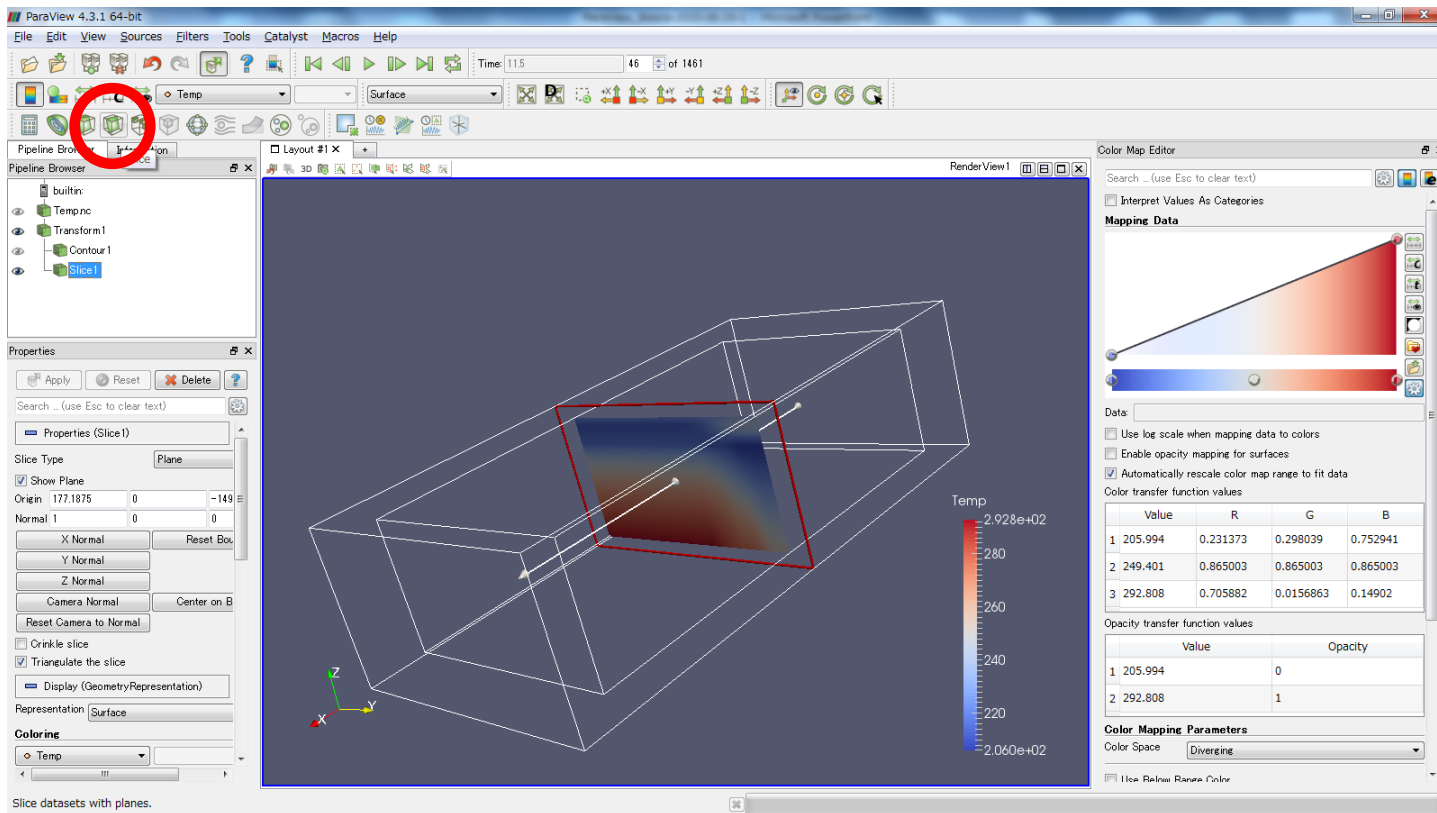 ParaView 4.3.1 64-bit
File Edit View Sources Filters Tools Catalyst Macros Help
Time: 11.5 46 of 1461
Temp Surface
Pipeline Browser Information
Layout #1 X +
Color Map Editor
Pipeline Browser
3D
RenderView1
Search ... (use Esc to clear text)
builtin:
Interpret Values As Categories
Temp.nc
Mapping Data
Transform1
Contour1
Slice1
Properties
Apply Reset Delete ?
Search ... (use Esc to clear text)
Properties (Slice1)
Slice Type Plane
Show Plane
Origin 177.1875 0 -149
Normal 1 0 0
X Normal Reset Bou
Y Normal
Z Normal
Camera Normal Center on B
Reset Camera to Normal
Crinkle slice
Triangulate the slice
Display (GeometryRepresentation)
Representation Surface
Coloring
Temp
Slice datasets with planes.
Z
X
Y
Temp
2.928e+02
280
260
240
220
2.060e+02
Data:
Use log scale when mapping data to colors
Enable opacity mapping for surfaces
Automatically rescale color map range to fit data
Color transfer function values
Value R G B
1 205.994 0.231373 0.298039 0.752941
2 249.401 0.865003 0.865003 0.865003
3 292.808 0.705882 0.0156863 0.14902
Opacity transfer function values
Value Opacity
1 205.994 0
2 292.808 1
Color Mapping Parameters
Color Space Diverging
Use Below Range Color